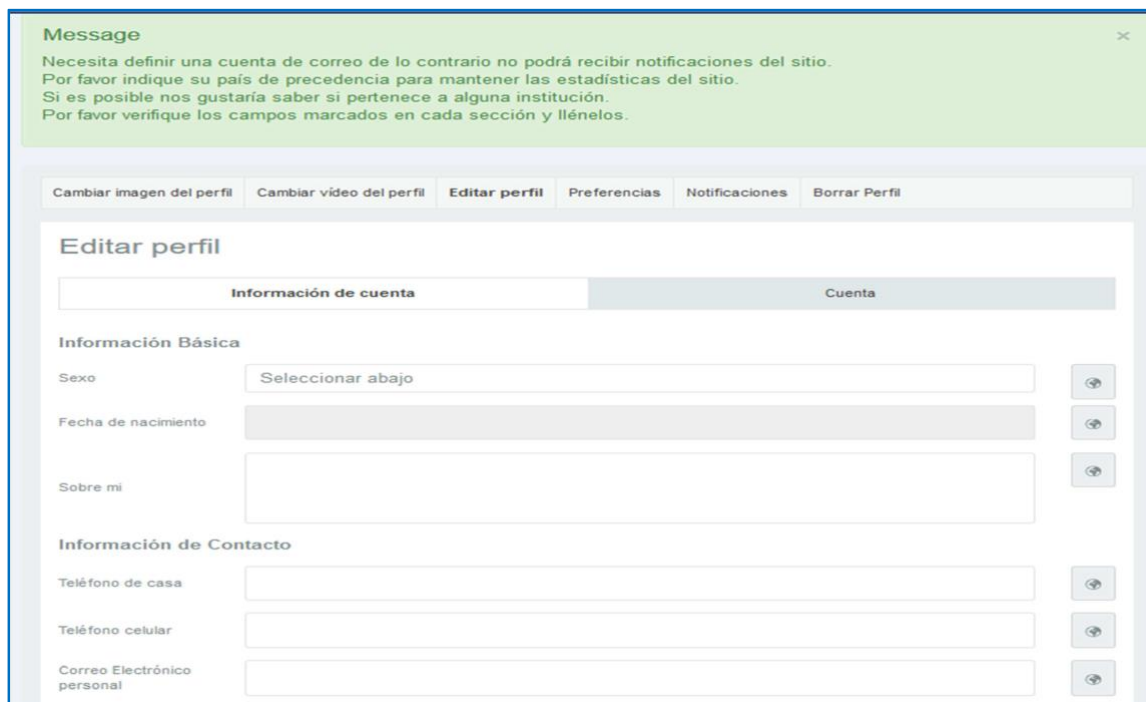 Message ×
Necesita definir una cuenta de correo de lo contrario no podrá recibir notificaciones del sitio.
Por favor indique su país de precedencia para mantener las estadísticas del sitio.
Si es posible nos gustaría saber si pertenece a alguna institución.
Por favor verifique los campos marcados en cada sección y llénelos.
Cambiar imagen del perfil Cambiar vídeo del perfil Editar perfil Preferencias Notificaciones Borrar Perfil
Editar perfil
Información de cuenta Cuenta
Información Básica
Sexo Seleccionar abajo
Fecha de nacimiento
Sobre mi
Información de Contacto
Teléfono de casa
Teléfono celular
Correo Electrónico
personal